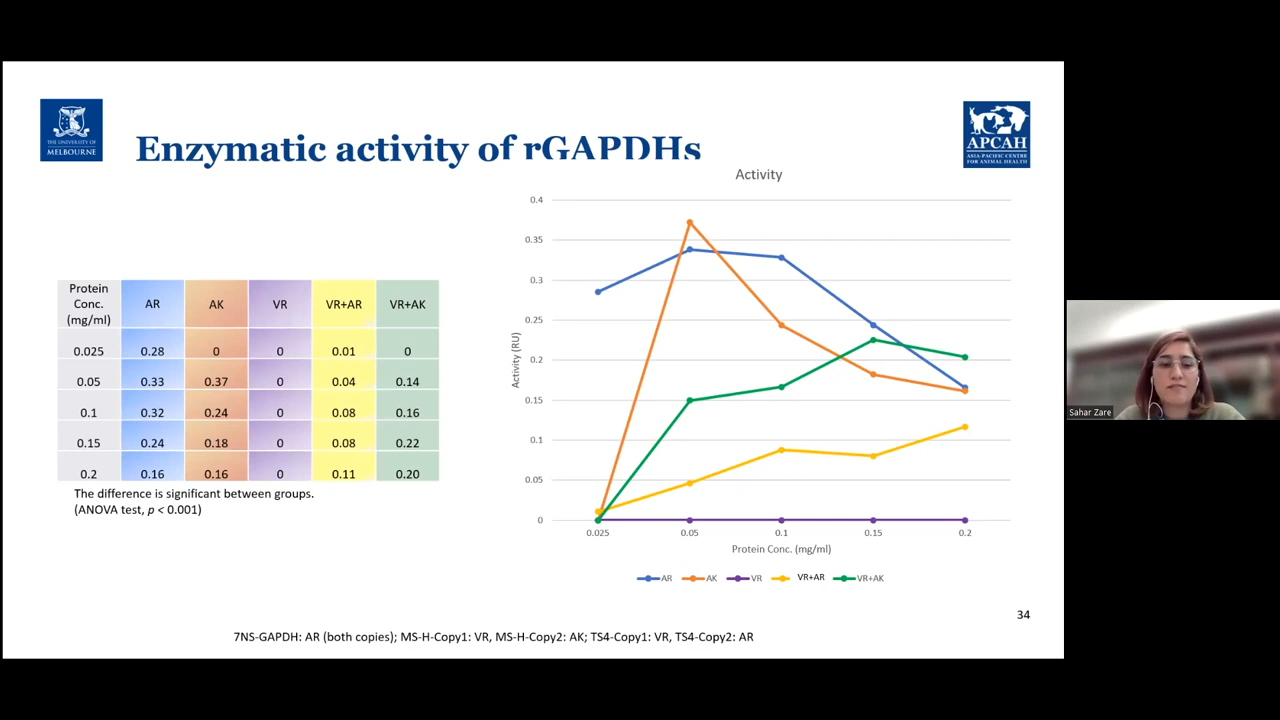 THE UNIVERSITY OF
MELBOURNE
Enzymatic activity of rGAPDHs
APCAH
ASIA-PACIFIC CENTRE
FOR ANIMAL HEALTH
Protein Conc. (mg/ml) AR AK VR VR+AR VR+AK
0.025 0.28 0 0 0.01 0
0.05 0.33 0.37 0 0.04 0.14
0.1 0.32 0.24 0 0.08 0.16
0.15 0.24 0.18 0 0.08 0.22
0.2 0.16 0.16 0 0.11 0.20
The difference is significant between groups.
(ANOVA test, p < 0.001)
Activity
Activity (RU)
0.4
0.35
0.3
0.25
0.2
0.15
0.1
0.05
0
0.025 0.05 0.1 0.15 0.2
Protein Conc. (mg/ml)
AR AK VR VR+AR VR+AK
34
7NS-GAPDH: AR (both copies); MS-H-Copy1: VR, MS-H-Copy2: AK; TS4-Copy1: VR, TS4-Copy2: AR
Sahar Zare